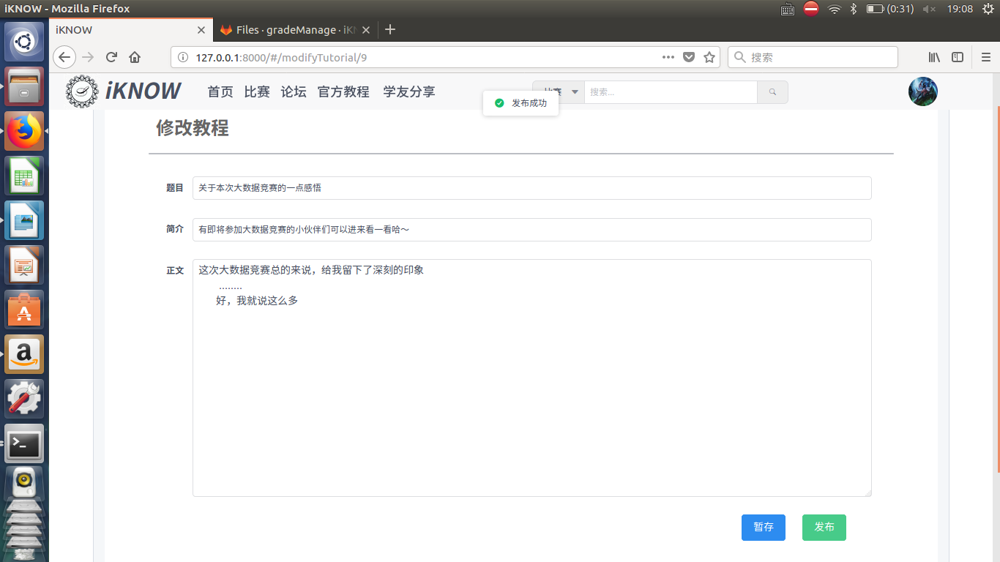 iKNOW - Mozilla Firefox
(0:31)
19:08
iKNOW
Files · gradeManage · iKN
127.0.0.1:8000/#/modifyTutorial/9
搜索
iKNOW
首页 比赛 论坛 官方教程 学友分享
搜索...
发布成功
修改教程
题目
关于本次大数据竞赛的一点感悟
简介
有即将参加大数据竞赛的小伙伴们可以进来看一看哈～
正文
这次大数据竞赛总的来说，给我留下了深刻的印象
........
好，我就说这么多
暂存
发布